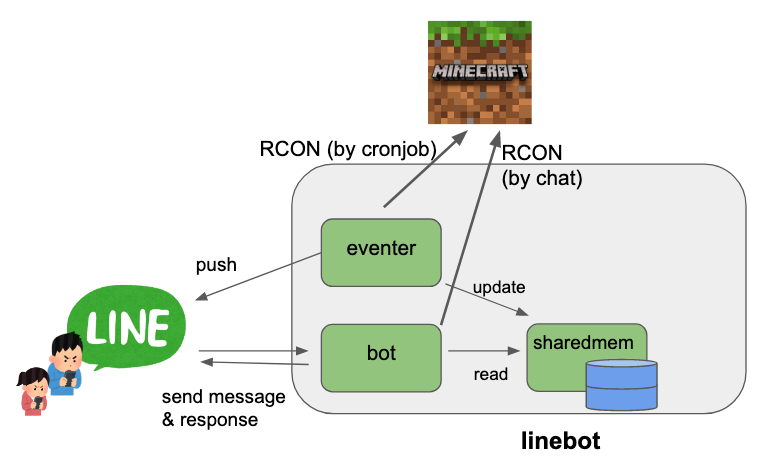 MINECRAFT
RCON (by cronjob)
RCON
(by chat)
eventer
push
update
LINE
bot
sharedmem
read
send message
& response
linebot